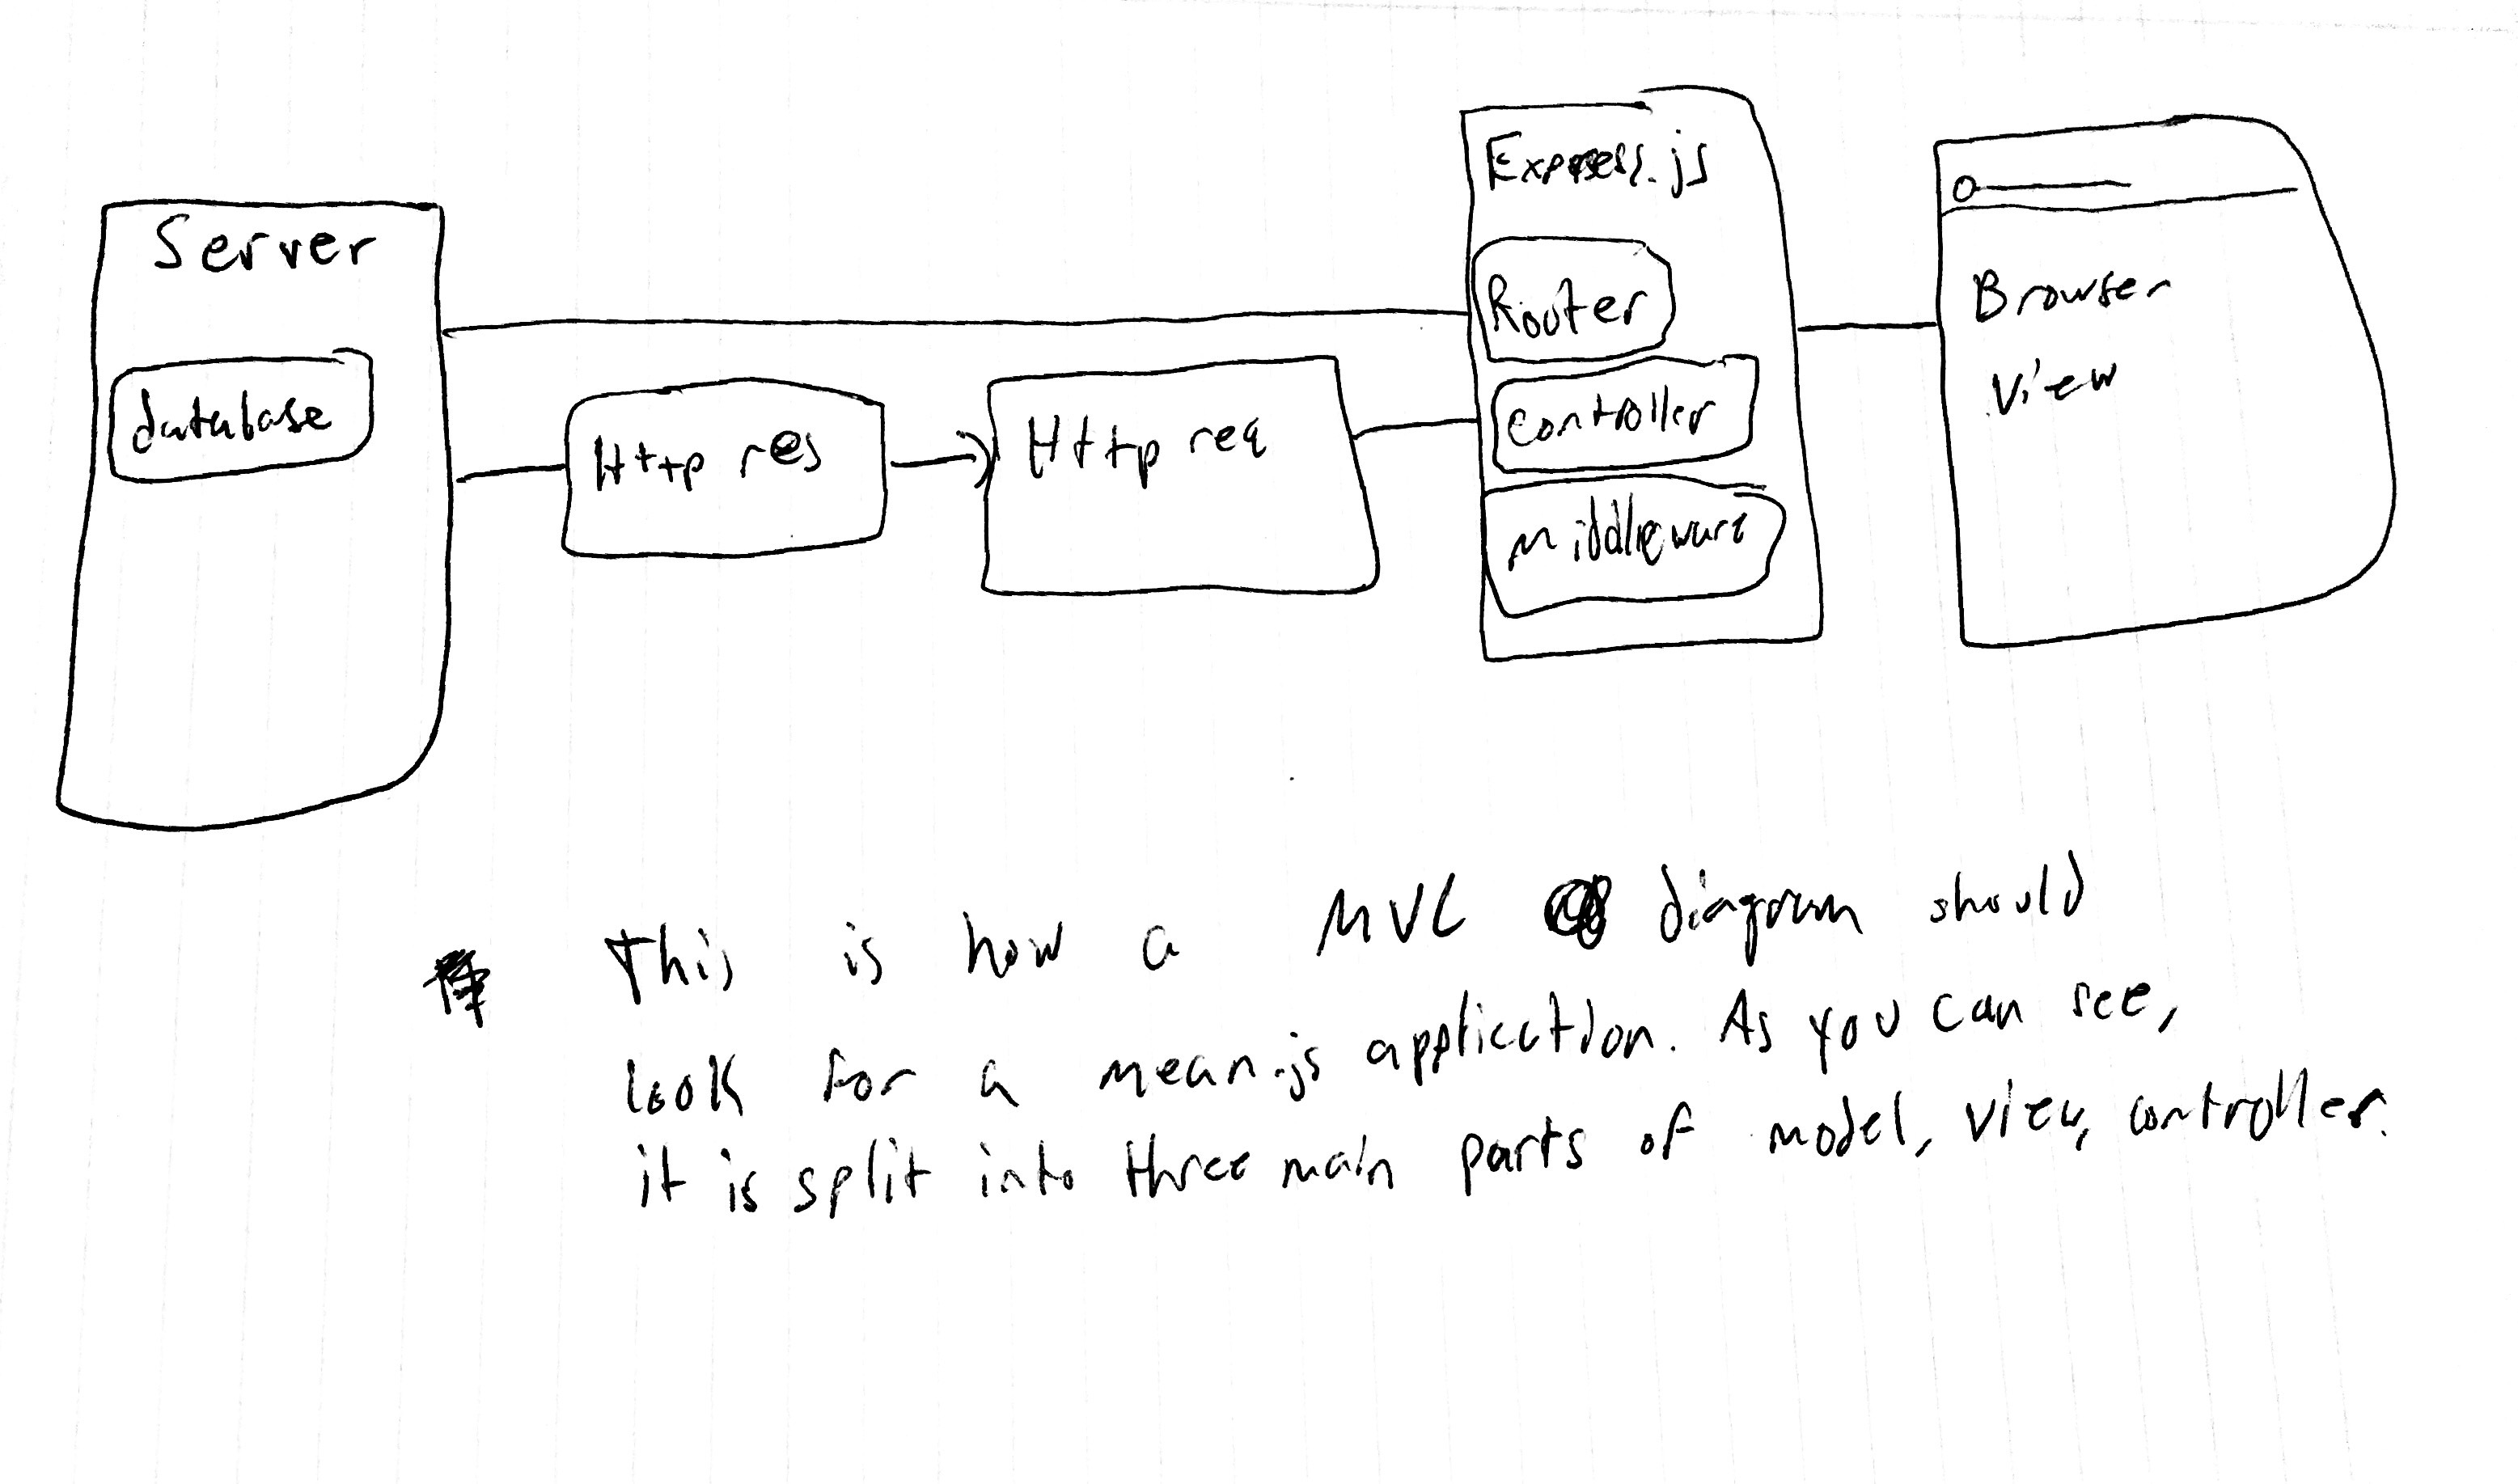 Server
database
Http res
Http req
Express.js
Router
Controller
Middleware
Browser
View
This is how a MVC diagram should
look for a mean.js application. As you can see,
it is split into three main parts of model, view, controller.